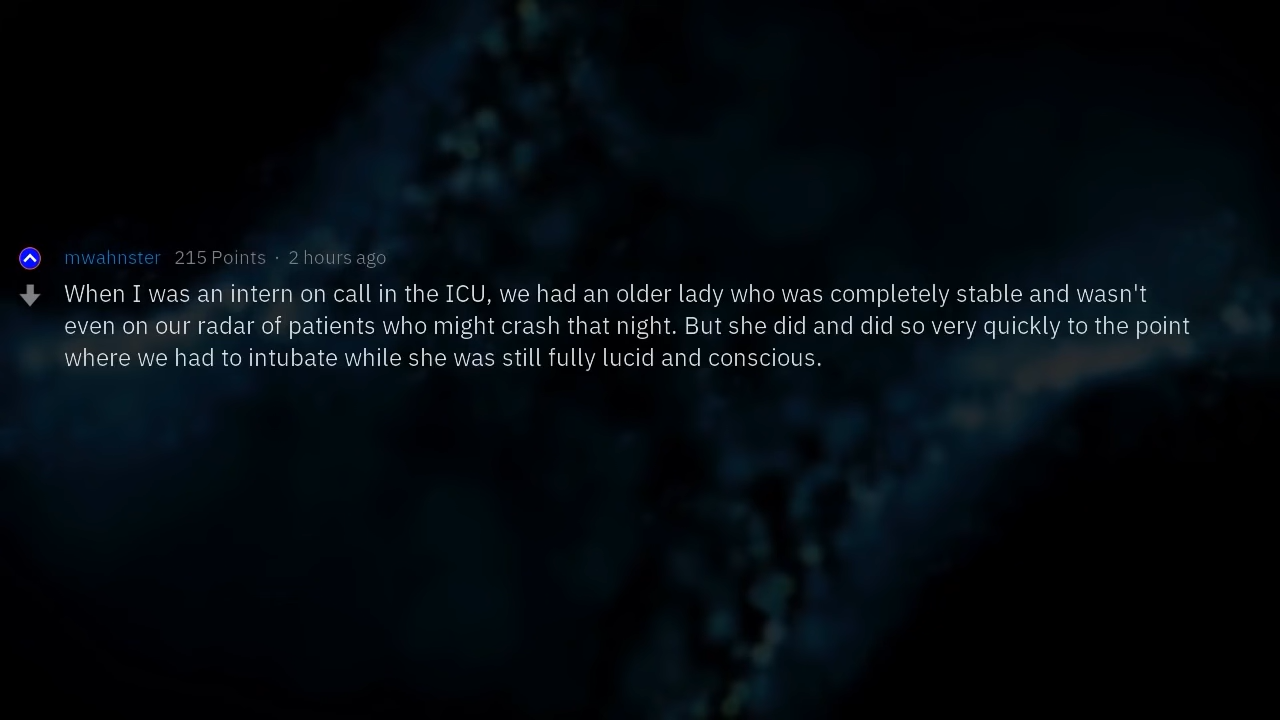 mwahnster 215 Points · 2 hours ago
When I was an intern on call in the ICU, we had an older lady who was completely stable and wasn't
even on our radar of patients who might crash that night. But she did and did so very quickly to the point
where we had to intubate while she was still fully lucid and conscious.